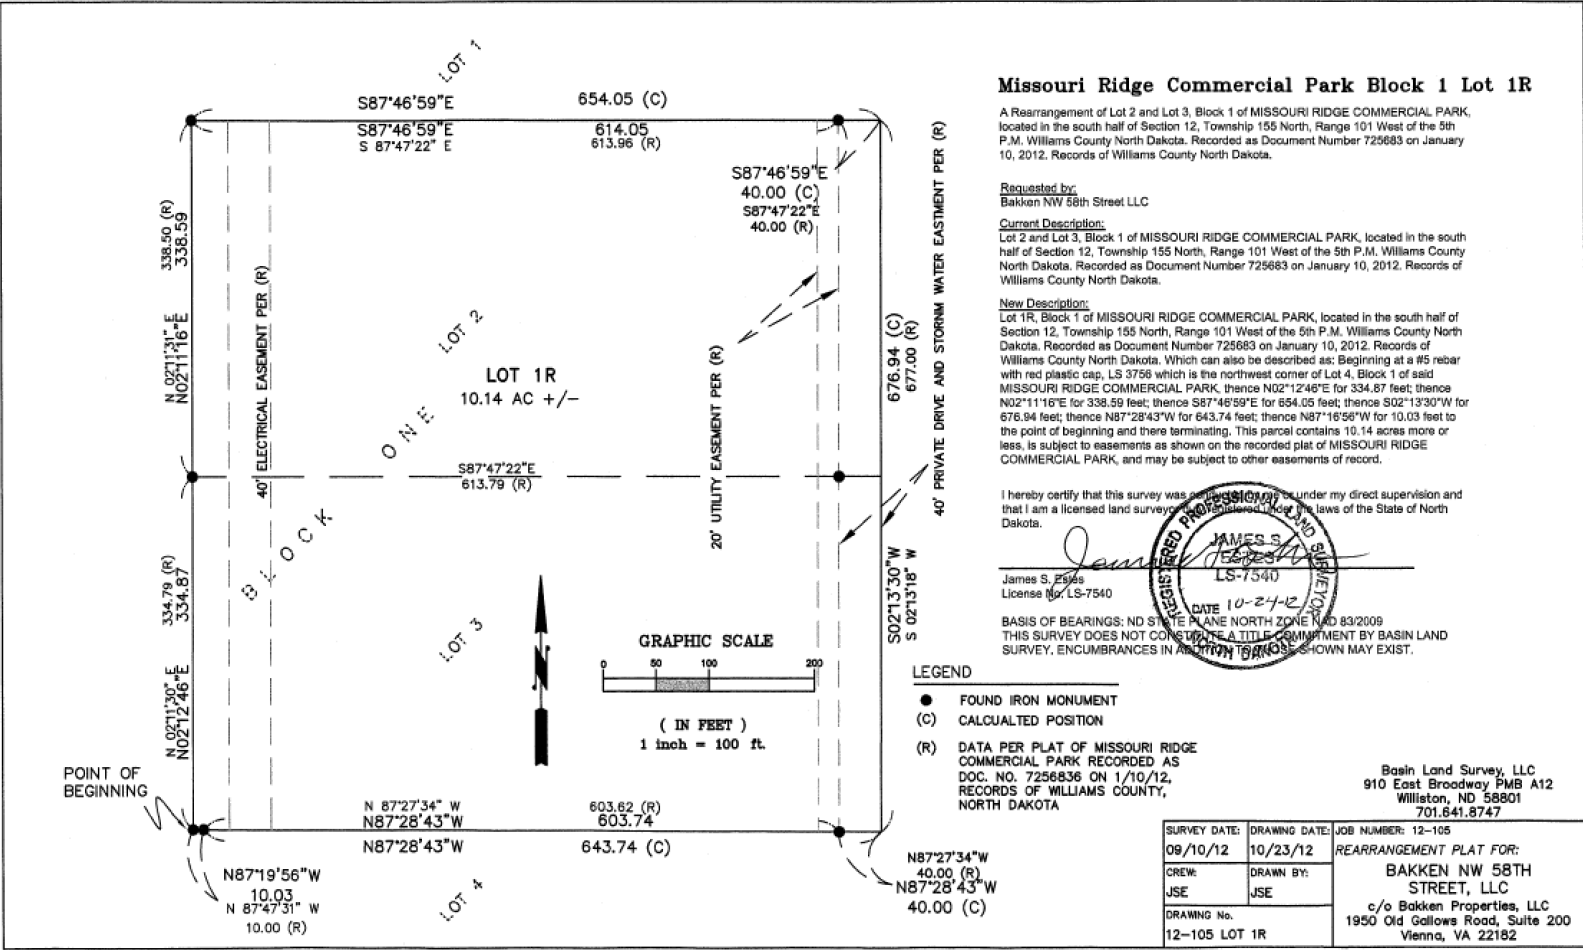 LOT 1
S87°46'59"E 654.05 (C)
S87°46'59"E 614.05
S 87°47'22" E 613.96 (R)
S87°46'59"E
40.00 (C)
S87°47'22"E
40.00 (R)
338.50 (R)
338.59
N 02°11'31" E
N02°11'16"E
40' ELECTRICAL EASEMENT PER (R)
LOT 2
LOT 1R
10.14 AC +/-
BLOCK ONE
20' UTILITY EASEMENT PER (R)
676.94 (C)
677.00 (R)
40' PRIVATE DRIVE AND STORNM WATER EASTMENT PER (R)
S87°47'22"E
613.79 (R)
334.79 (R)
334.87
N 02°11'30" E
N02°12'46"E
S02°13'30"W
S 02°13'18" W
LOT 3
GRAPHIC SCALE
0 50 100 200
( IN FEET )
1 inch = 100 ft.
N
POINT OF
BEGINNING
N 87°27'34" W 603.62 (R)
N87°28'43"W 603.74
N87°28'43"W 643.74 (C)
N87°19'56"W
10.03
N 87°47'31" W
10.00 (R)
LOT 4
N87°27'34"W
40.00 (R)
N87°28'43"W
40.00 (C)
Missouri Ridge Commercial Park Block 1 Lot 1R
A Rearrangement of Lot 2 and Lot 3, Block 1 of MISSOURI RIDGE COMMERCIAL PARK,
located in the south half of Section 12, Township 155 North, Range 101 West of the 5th
P.M. Williams County North Dakota. Recorded as Document Number 725683 on January
10, 2012. Records of Williams County North Dakota.
Requested by:
Bakken NW 58th Street LLC
Current Description:
Lot 2 and Lot 3, Block 1 of MISSOURI RIDGE COMMERCIAL PARK, located in the south
half of Section 12, Township 155 North, Range 101 West of the 5th P.M. Williams County
North Dakota. Recorded as Document Number 725683 on January 10, 2012. Records of
Williams County North Dakota.
New Description:
Lot 1R, Block 1 of MISSOURI RIDGE COMMERCIAL PARK, located in the south half of
Section 12, Township 155 North, Range 101 West of the 5th P.M. Williams County North
Dakota. Recorded as Document Number 725683 on January 10, 2012. Records of
Williams County North Dakota. Which can also be described as: Beginning at a #5 rebar
with red plastic cap, LS 3756 which is the northwest corner of Lot 4, Block 1 of said
MISSOURI RIDGE COMMERCIAL PARK, thence N02°12'46"E for 334.87 feet; thence
N02°11'16"E for 338.59 feet; thence S87°46'59"E for 654.05 feet; thence S02°13'30"W for
676.94 feet; thence N87°28'43"W for 643.74 feet; thence N87°16'56"W for 10.03 feet to
the point of beginning and there terminating. This parcel contains 10.14 acres more or
less, is subject to easements as shown on the recorded plat of MISSOURI RIDGE
COMMERCIAL PARK, and may be subject to other easements of record.
I hereby certify that this survey was conducted by me or under my direct supervision and
that I am a licensed land surveyor registered under the laws of the State of North
Dakota.
James S. Estes
License No. LS-7540
REGISTERED PROFESSIONAL LAND SURVEYOR
JAMES S.
ESTES
LS-7540
DATE 10-24-12
NORTH DAKOTA
BASIS OF BEARINGS: ND STATE PLANE NORTH ZONE NAD 83/2009
THIS SURVEY DOES NOT CONSTITUTE A TITLE COMMITMENT BY BASIN LAND
SURVEY, ENCUMBRANCES IN ADDITION TO THOSE SHOWN MAY EXIST.
LEGEND
FOUND IRON MONUMENT
(C) CALCUALTED POSITION
(R) DATA PER PLAT OF MISSOURI RIDGE
COMMERCIAL PARK RECORDED AS
DOC. NO. 7256836 ON 1/10/12,
RECORDS OF WILLIAMS COUNTY,
NORTH DAKOTA
Basin Land Survey, LLC
910 East Broadway PMB A12
Williston, ND 58801
701.641.8747
SURVEY DATE: DRAWING DATE: JOB NUMBER: 12-105
09/10/12 10/23/12 REARRANGEMENT PLAT FOR:
CREW: DRAWN BY: BAKKEN NW 58TH
JSE JSE STREET, LLC
DRAWING No. c/o Bakken Properties, LLC
12-105 LOT 1R 1950 Old Gallows Road, Suite 200
Vienna, VA 22182